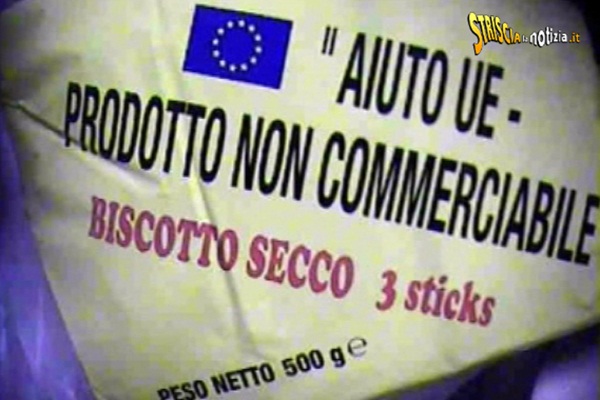 STRISCIA la notizia.it
" AIUTO UE -
PRODOTTO NON COMMERCIABILE
BISCOTTO SECCO 3 sticks
PESO NETTO 500 g ℮